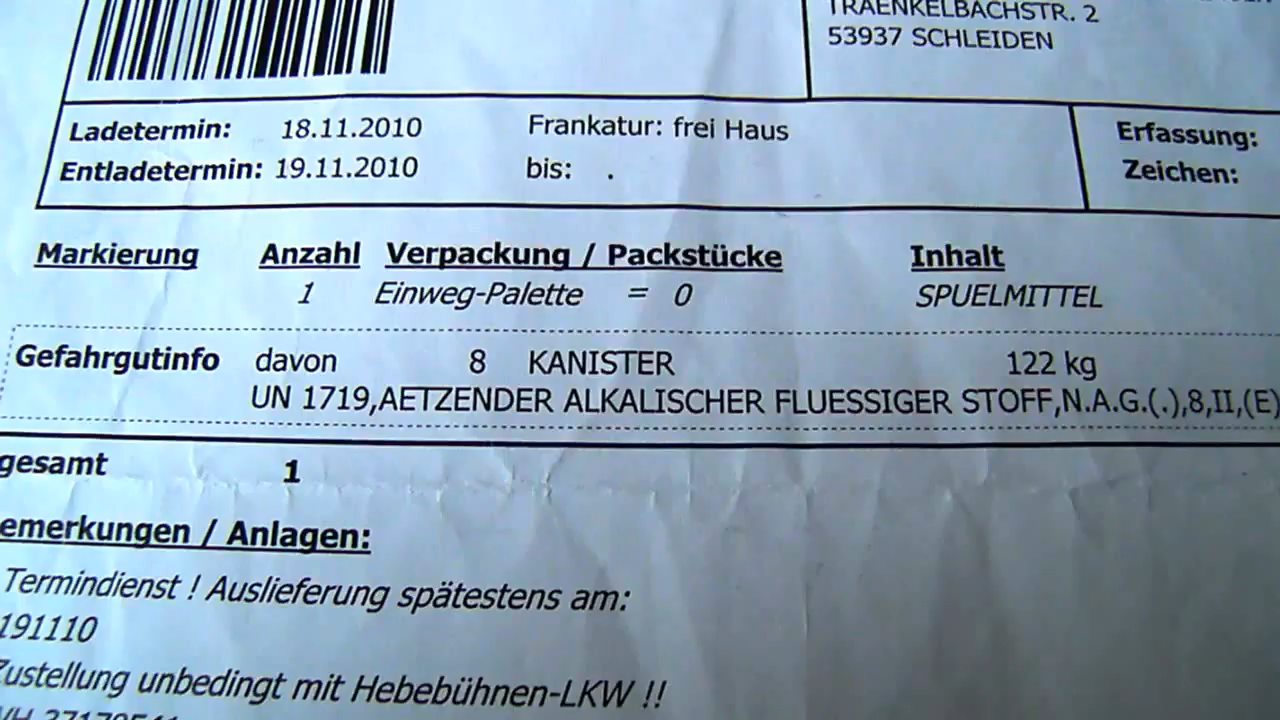 TRAENKELBACHSTR. 2
53937 SCHLEIDEN
Ladetermin: 18.11.2010 Frankatur: frei Haus Erfassung:
Entladetermin: 19.11.2010 bis: . Zeichen:
Markierung Anzahl Verpackung / Packstücke Inhalt
1 Einweg-Palette = 0 SPUELMITTEL
Gefahrgutinfo davon 8 KANISTER 122 kg
UN 1719,AETZENDER ALKALISCHER FLUESSIGER STOFF,N.A.G.(.),8,II,(E)
gesamt 1
emerkungen / Anlagen:
Termindienst ! Auslieferung spätestens am:
191110
Zustellung unbedingt mit Hebebühnen-LKW !!